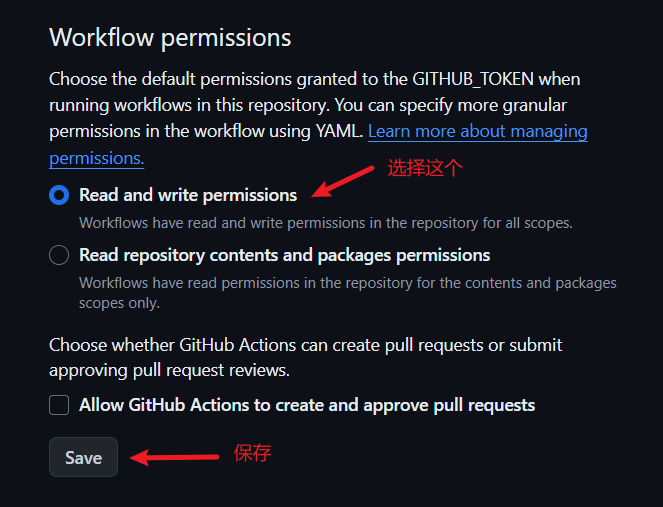 Workflow permissions
Choose the default permissions granted to the GITHUB_TOKEN when
running workflows in this repository. You can specify more granular
permissions in the workflow using YAML. Learn more about managing
permissions.
选择这个
Read and write permissions
Workflows have read and write permissions in the repository for all scopes.
Read repository contents and packages permissions
Workflows have read permissions in the repository for the contents and packages
scopes only.
Choose whether GitHub Actions can create pull requests or submit
approving pull request reviews.
Allow GitHub Actions to create and approve pull requests
Save
保存